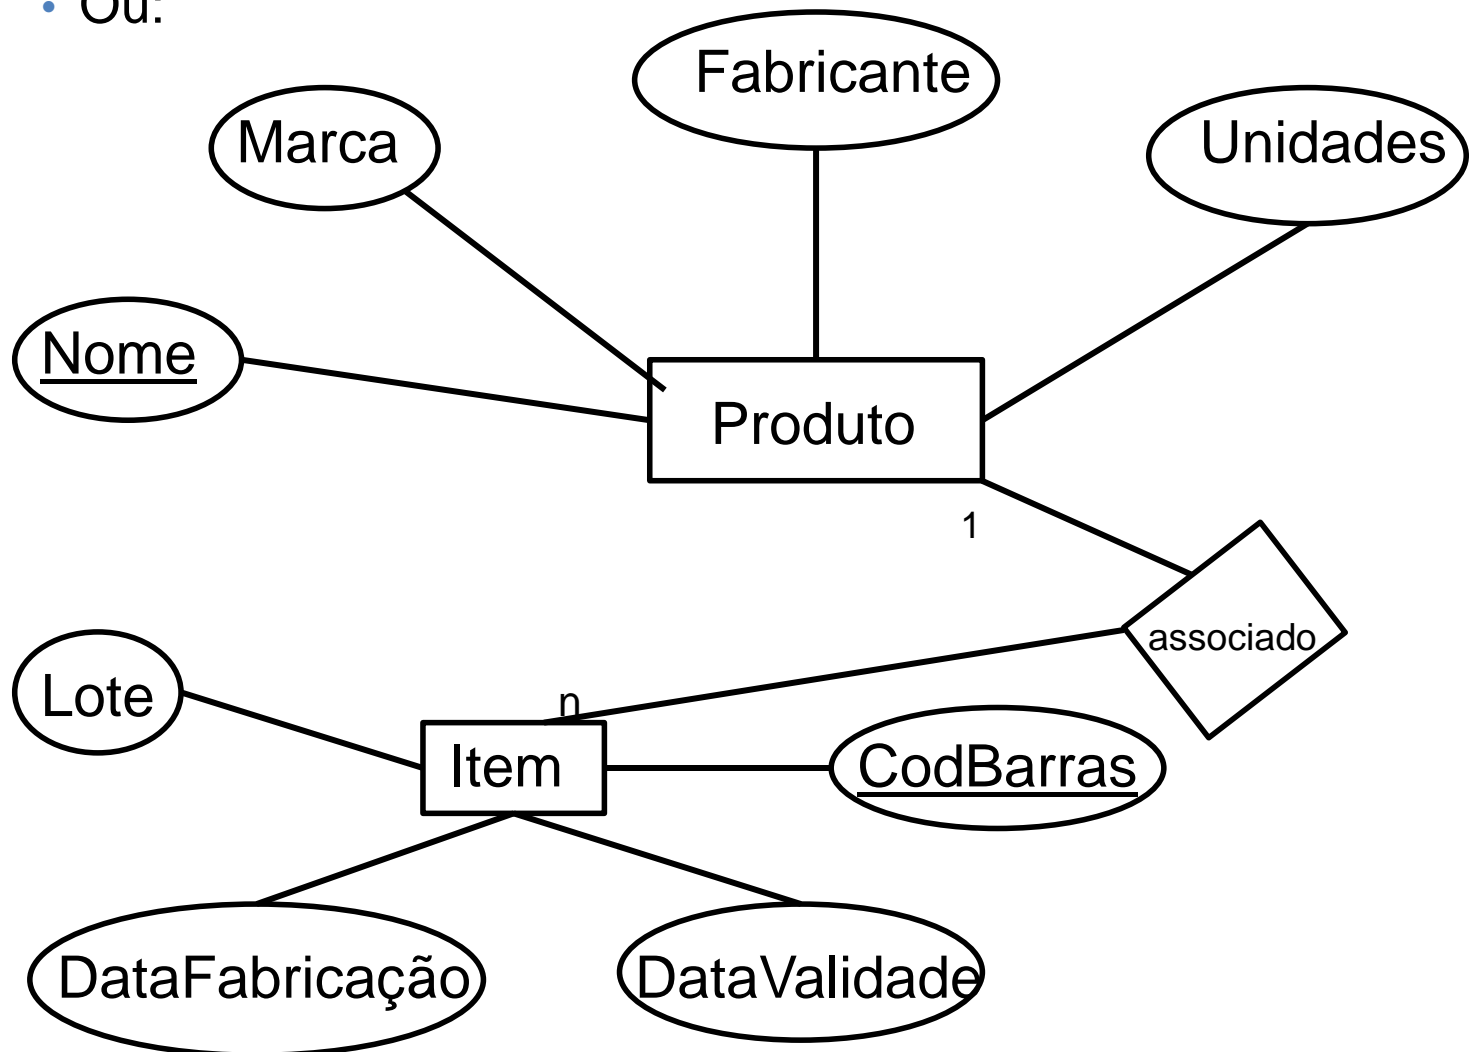 • Ou:
Fabricante
Marca
Unidades
Nome
Produto
1
associado
Lote
n
Item
CodBarras
DataFabricação
DataValidade